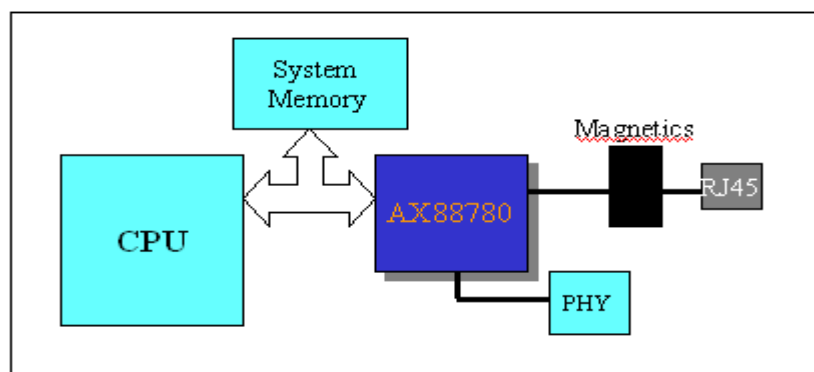 System
Memory
Magnetics
CPU
AX88780
RJ45
PHY